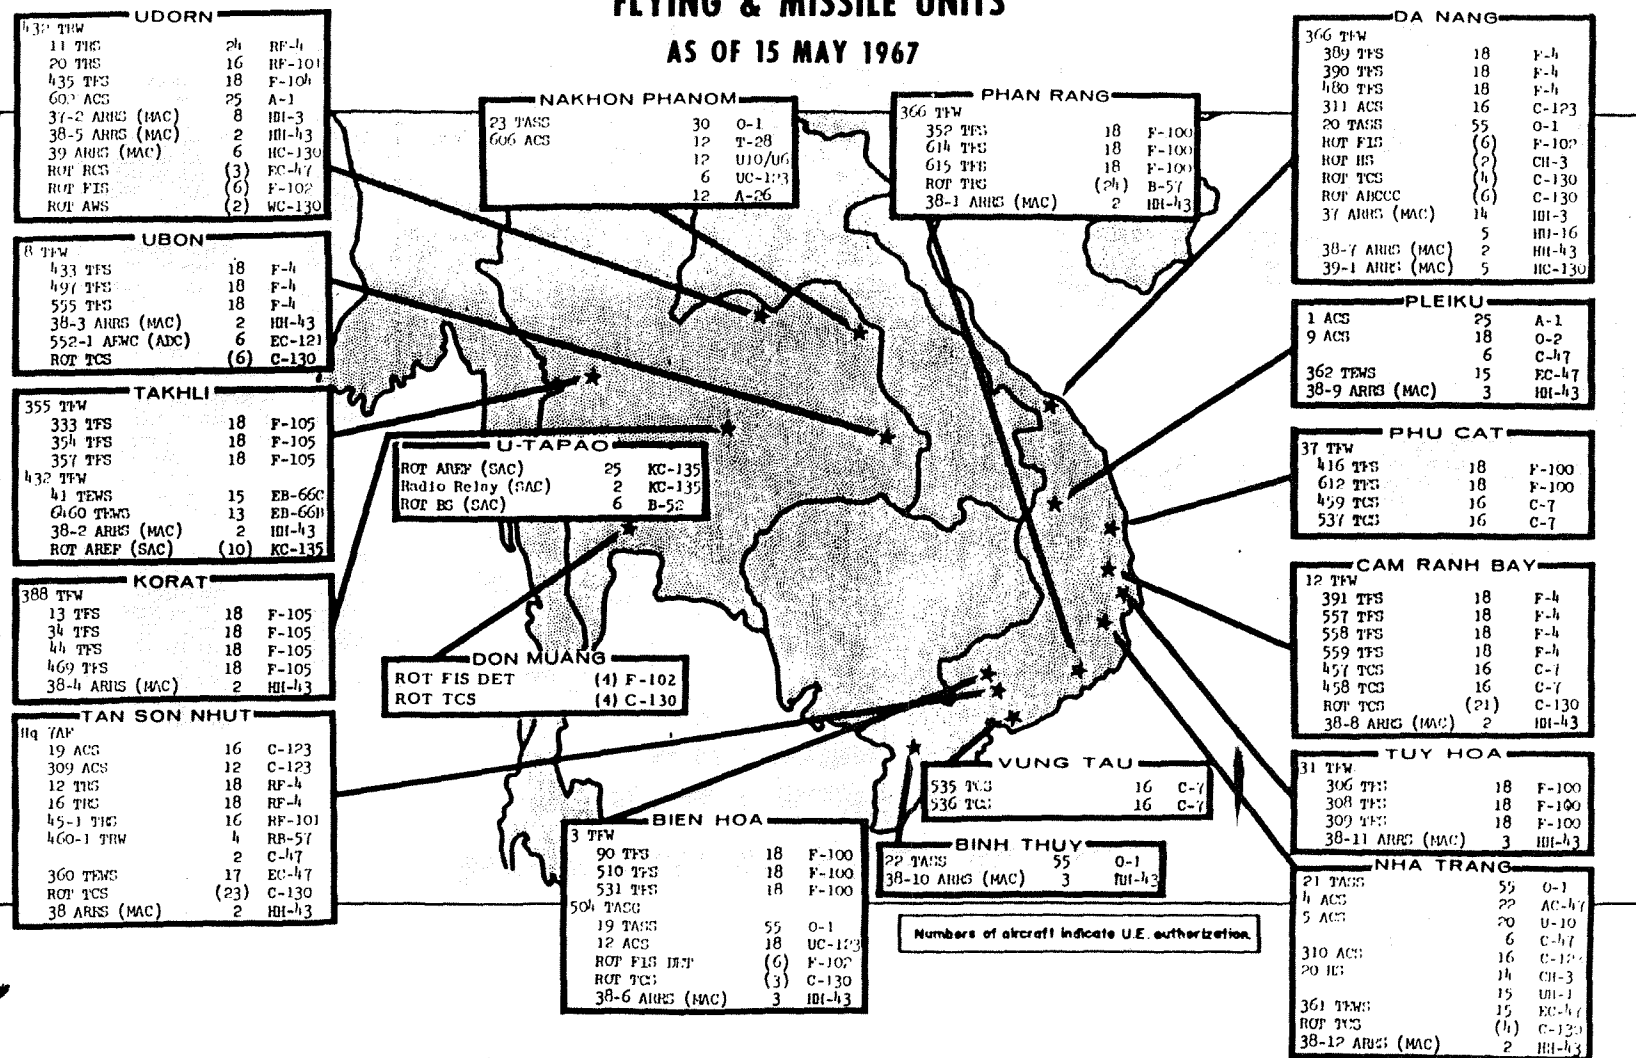 FLYING & MISSILE UNITS
AS OF 15 MAY 1967
UDORN
432 TRW
11 TRS 24 RF-4
20 TRS 16 RF-101
435 TFS 18 F-104
602 ACS 25 A-1
37-2 ARRS (MAC) 8 HH-3
38-5 ARRS (MAC) 2 HH-43
39 ARRS (MAC) 6 HC-130
ROT RCS (3) EC-47
ROT FIS (6) F-102
ROT AWS (2) WC-130
UBON
8 TFW
433 TFS 18 F-4
497 TFS 18 F-4
555 TFS 18 F-4
38-3 ARRS (MAC) 2 HH-43
552-1 AEWC (ADC) 6 EC-121
ROT TCS (6) C-130
TAKHLI
355 TFW
333 TFS 18 F-105
354 TFS 18 F-105
357 TFS 18 F-105
432 TFW
41 TEWS 15 EB-66C
6460 TEWS 13 EB-66B
38-2 ARRS (MAC) 2 HH-43
ROT AREF (SAC) (10) KC-135
KORAT
388 TFW
13 TFS 18 F-105
34 TFS 18 F-105
44 TFS 18 F-105
469 TFS 18 F-105
38-4 ARRS (MAC) 2 HH-43
TAN SON NHUT
Hq 7AF
19 ACS 16 C-123
309 ACS 12 C-123
12 TRS 18 RF-4
16 TRS 18 RF-4
45-1 TRS 16 RF-101
460-1 TRW 4 RB-57
2 C-47
360 TEWS 17 EC-47
ROT TCS (23) C-130
38 ARRS (MAC) 2 HH-43
NAKHON PHANOM
23 TASS 30 O-1
606 ACS 12 T-28
12 U10/U6
6 UC-123
12 A-26
PHAN RANG
366 TFW
352 TFS 18 F-100
614 TFS 18 F-100
615 TFS 18 F-100
ROT TBS (24) B-57
38-1 ARRS (MAC) 2 HH-43
U-TAPAO
ROT AREF (SAC) 25 KC-135
Radio Relay (SAC) 2 KC-135
ROT BS (SAC) 6 B-52
DON MUANG
ROT FIS DET (4) F-102
ROT TCS (4) C-130
BIEN HOA
3 TFW
90 TFS 18 F-100
510 TFS 18 F-100
531 TFS 18 F-100
504 TASG
19 TASS 55 O-1
12 ACS 18 UC-123
ROT FIS DET (6) F-102
ROT TCS (3) C-130
38-6 ARRS (MAC) 3 HH-43
VUNG TAU
535 TCS 16 C-7
536 TCS 16 C-7
BINH THUY
22 TASS 55 O-1
38-10 ARRS (MAC) 3 HH-43
Numbers of aircraft indicate U.E. authorization.
DA NANG
366 TFW
389 TFS 18 F-4
390 TFS 18 F-4
480 TFS 18 F-4
311 ACS 16 C-123
20 TASS 55 O-1
ROT FIS (6) F-102
ROT HS (2) CH-3
ROT TCS (4) C-130
ROT ABCCC (6) C-130
37 ARRS (MAC) 14 HH-3
5 HU-16
38-7 ARRS (MAC) 2 HH-43
39-1 ARRS (MAC) 5 HC-130
PLEIKU
1 ACS 25 A-1
9 ACS 18 O-2
6 C-47
362 TEWS 15 EC-47
38-9 ARRS (MAC) 3 HH-43
PHU CAT
37 TFW
416 TFS 18 F-100
612 TFS 18 F-100
459 TCS 16 C-7
537 TCS 16 C-7
CAM RANH BAY
12 TFW
391 TFS 18 F-4
557 TFS 18 F-4
558 TFS 18 F-4
559 TFS 18 F-4
457 TCS 16 C-7
458 TCS 16 C-7
ROT TCS (21) C-130
38-8 ARRS (MAC) 2 HH-43
TUY HOA
31 TFW
306 TFS 18 F-100
308 TFS 18 F-100
309 TFS 18 F-100
38-11 ARRS (MAC) 3 HH-43
NHA TRANG
21 TASS 55 O-1
4 ACS 22 AC-47
5 ACS 20 U-10
6 C-47
310 ACS 16 C-123
20 HS 14 CH-3
15 UH-1
361 TEWS 15 EC-47
ROT TCS (4) C-130
38-12 ARRS (MAC) 2 HH-43